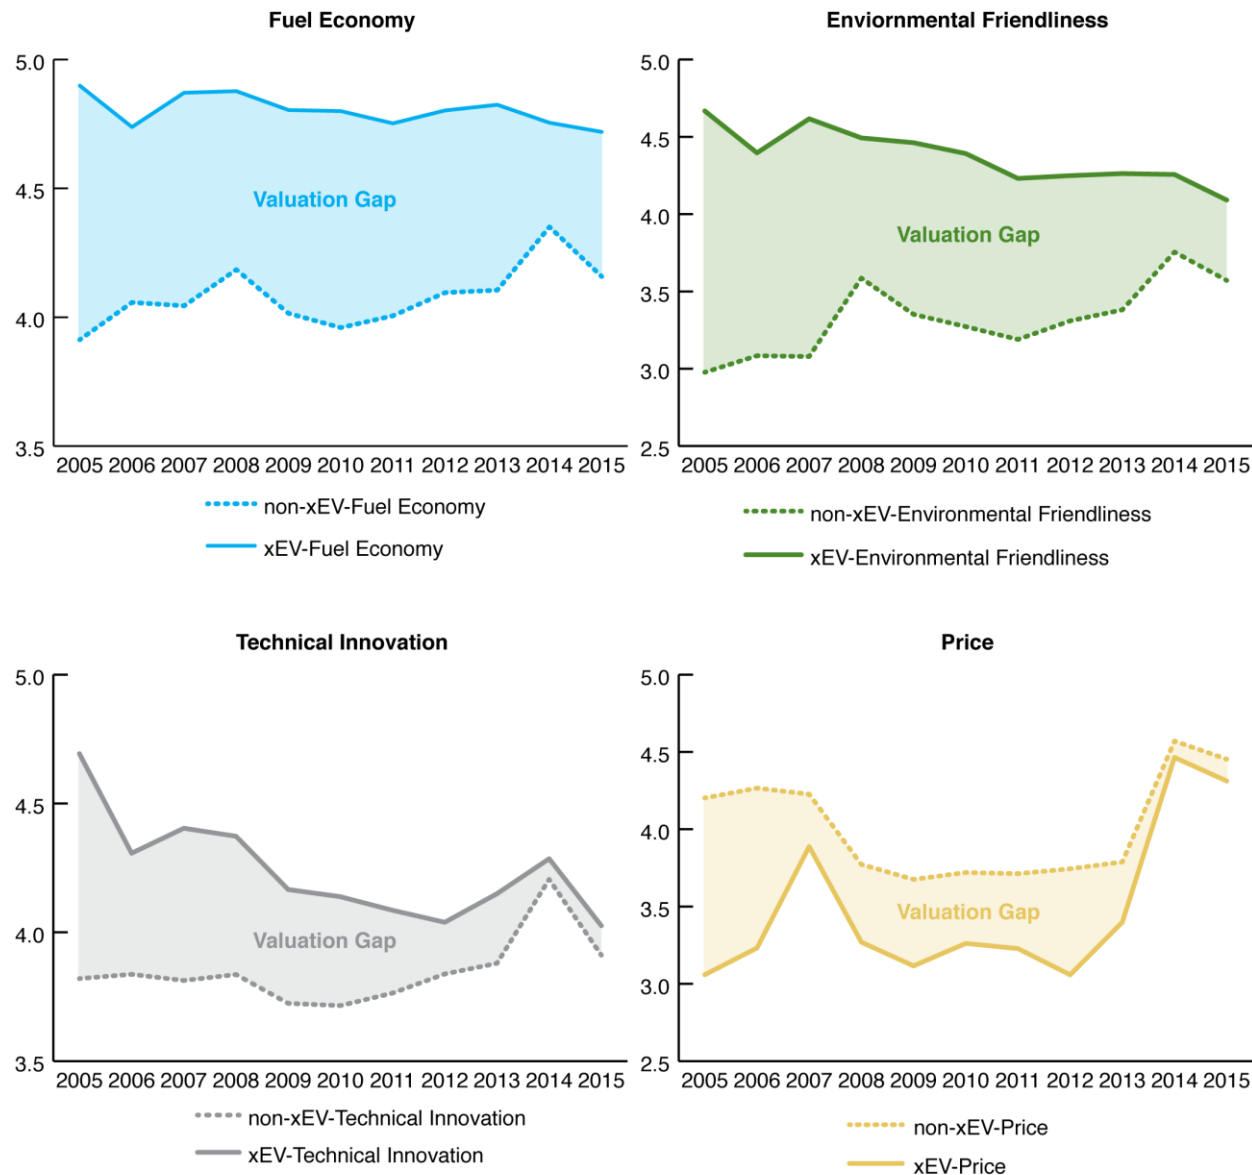 Fuel Economy
5.0
4.5
4.0
3.5
Valuation Gap
2005 2006 2007 2008 2009 2010 2011 2012 2013 2014 2015
non-xEV-Fuel Economy
xEV-Fuel Economy
Enviornmental Friendliness
5.0
4.5
4.0
3.5
3.0
2.5
Valuation Gap
2005 2006 2007 2008 2009 2010 2011 2012 2013 2014 2015
non-xEV-Environmental Friendliness
xEV-Environmental Friendliness
Technical Innovation
5.0
4.5
4.0
3.5
Valuation Gap
2005 2006 2007 2008 2009 2010 2011 2012 2013 2014 2015
non-xEV-Technical Innovation
xEV-Technical Innovation
Price
5.0
4.5
4.0
3.5
3.0
2.5
Valuation Gap
2005 2006 2007 2008 2009 2010 2011 2012 2013 2014 2015
non-xEV-Price
xEV-Price